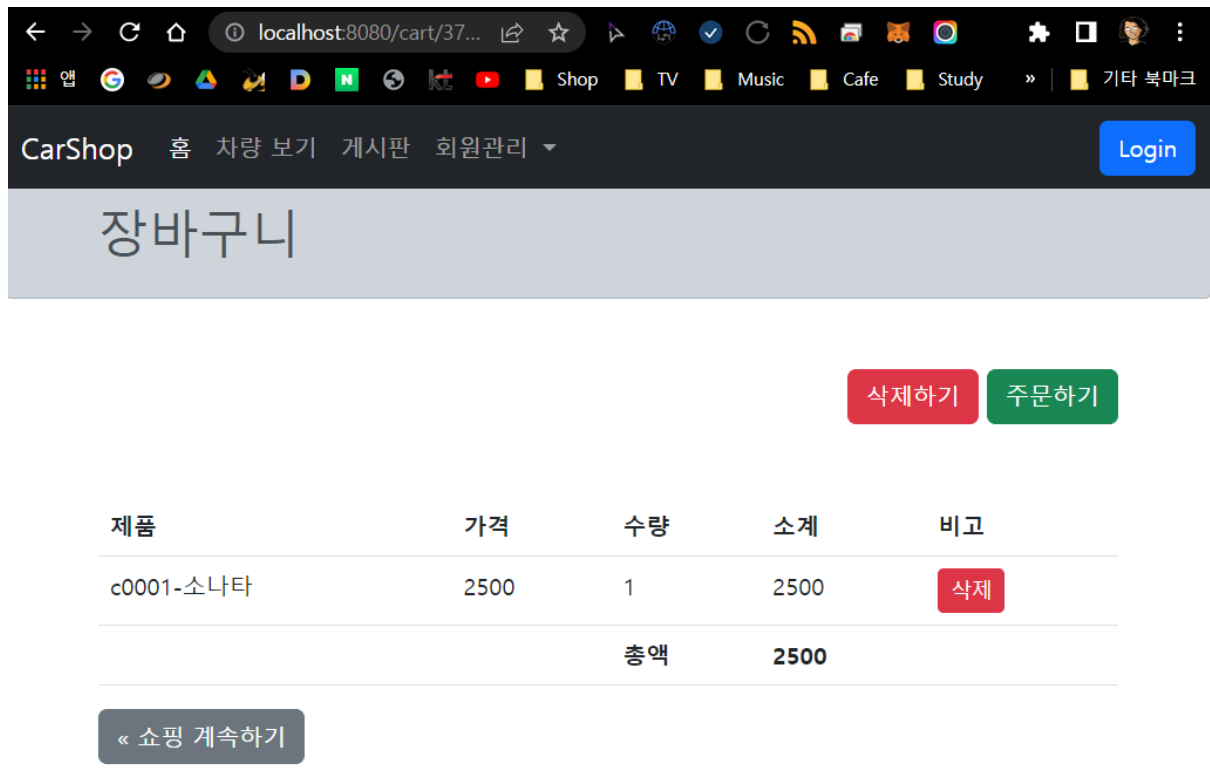 localhost:8080/cart/37...
앱 Shop TV Music Cafe Study » 기타 북마크
CarShop 홈 차량 보기 게시판 회원관리 Login
장바구니
삭제하기 주문하기
제품 가격 수량 소계 비고
c0001-소나타 2500 1 2500 삭제
총액 2500
« 쇼핑 계속하기